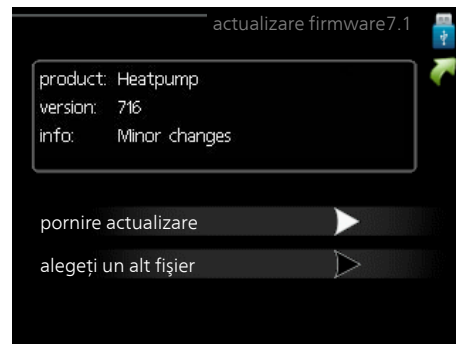 actualizare firmware7.1
product: Heatpump
version: 716
info: Minor changes
pornire actualizare
alegeți un alt fișier